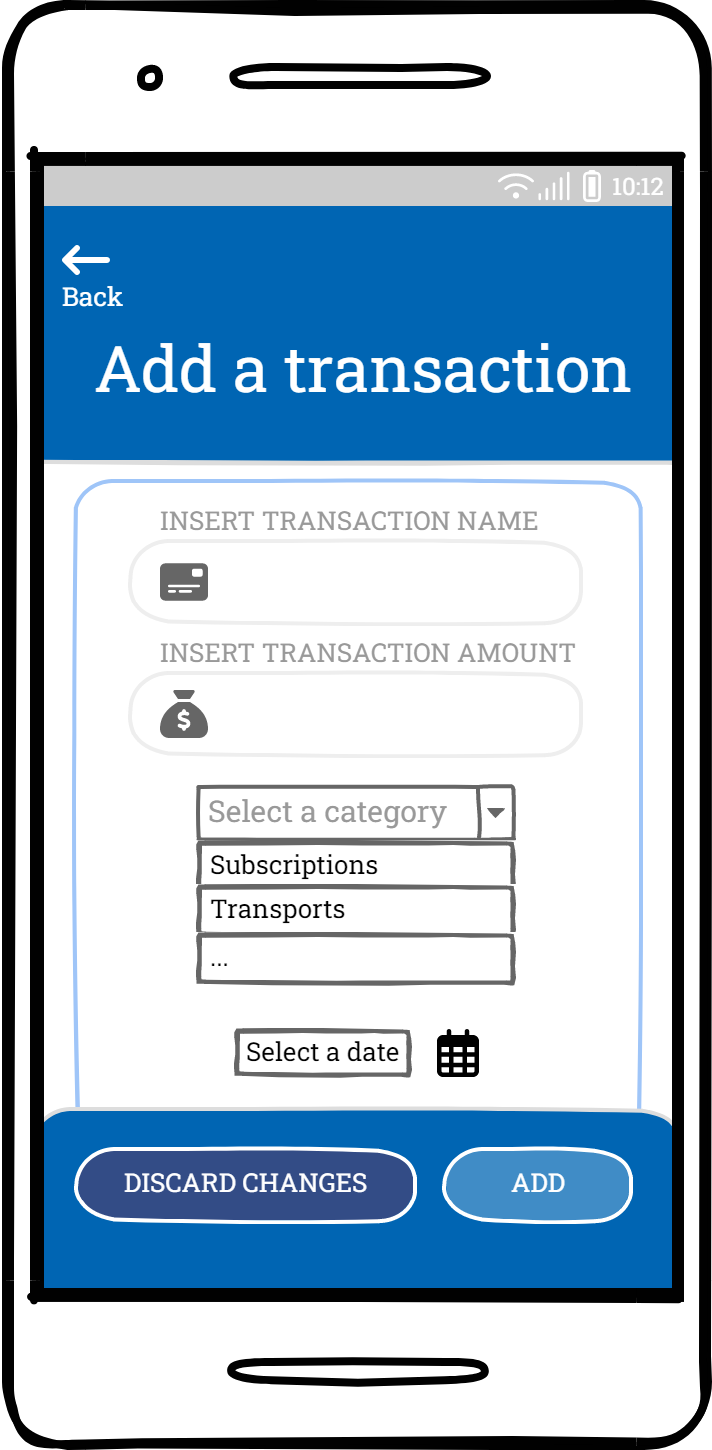 10:12
Back
Add a transaction
INSERT TRANSACTION NAME
INSERT TRANSACTION AMOUNT
$
Select a category
Subscriptions
Transports
...
Select a date
DISCARD CHANGES
ADD